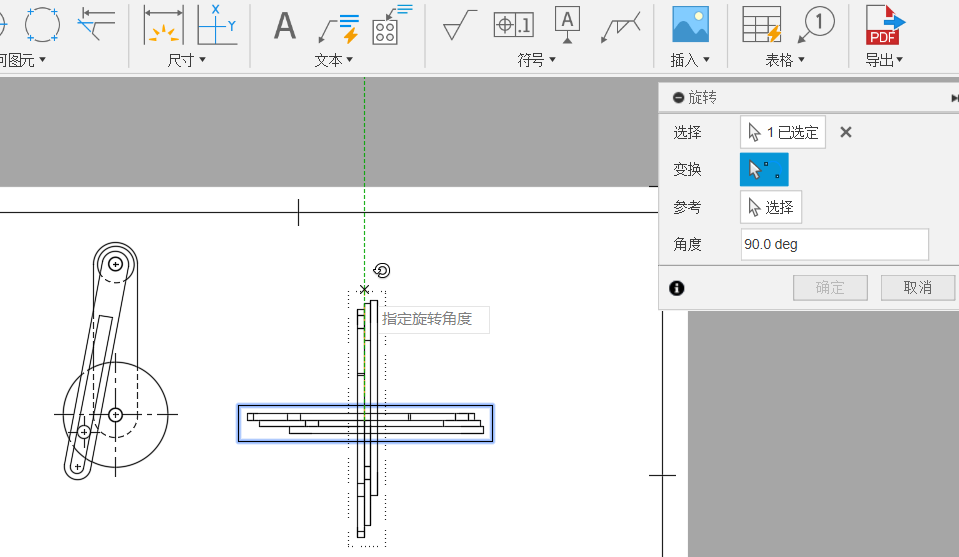 X
Y
A
.1
A
1
PDF
何图元▼
尺寸▼
文本▼
符号▼
插入▼
表格▼
导出▼
旋转
选择
1 已选定
变换
参考
选择
角度
90.0 deg
确定
取消
指定旋转角度